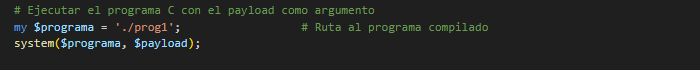 # Ejecutar el programa C con el payload como argumento
my $programa = './prog1';                    # Ruta al programa compilado
system($programa, $payload);